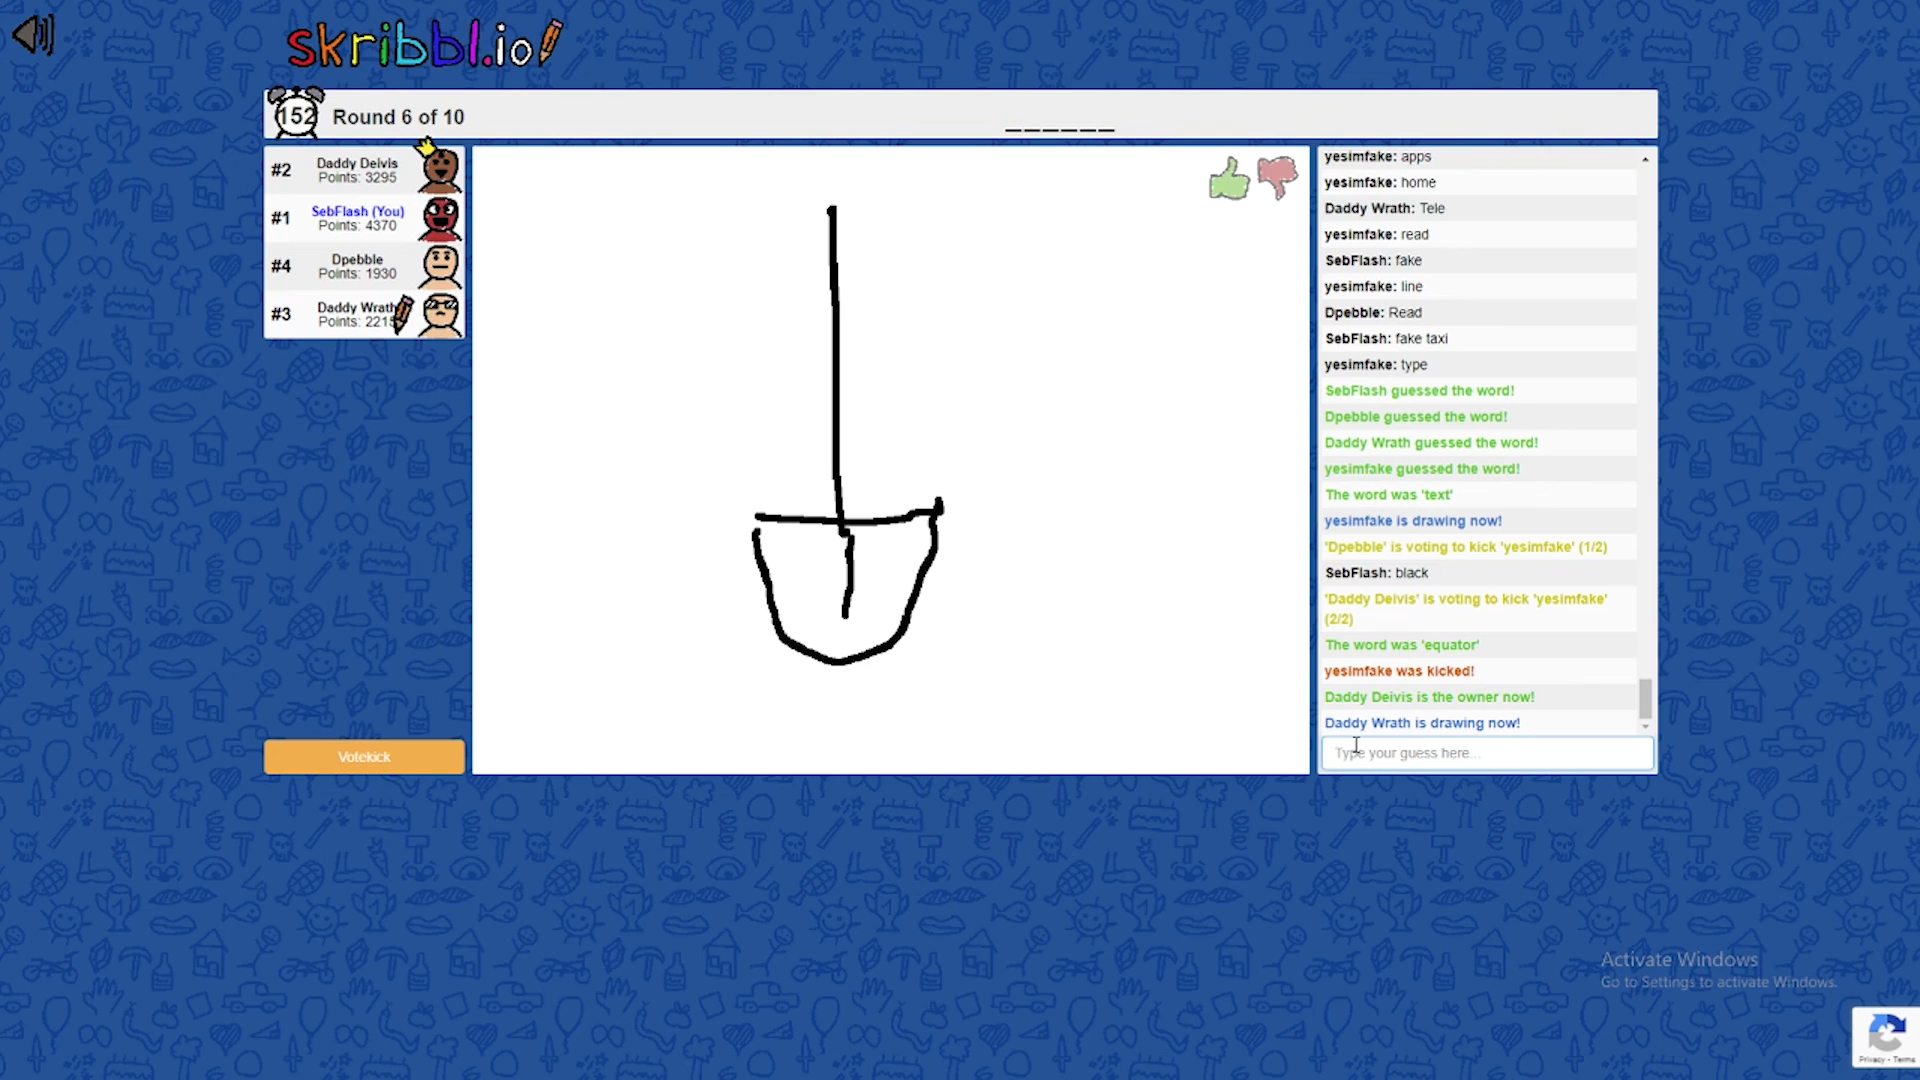 skribbl.io
152
Round 6 of 10
______
#2
Daddy Deivis
Points: 3295
#1
SebFlash (You)
Points: 4370
#4
Dpebble
Points: 1930
#3
Daddy Wrath
Points: 2215
Votekick
yesimfake: apps
yesimfake: home
Daddy Wrath: Tele
yesimfake: read
SebFlash: fake
yesimfake: line
Dpebble: Read
SebFlash: fake taxi
yesimfake: type
SebFlash guessed the word!
Dpebble guessed the word!
Daddy Wrath guessed the word!
yesimfake guessed the word!
The word was 'text'
yesimfake is drawing now!
'Dpebble' is voting to kick 'yesimfake' (1/2)
SebFlash: black
'Daddy Deivis' is voting to kick 'yesimfake'
(2/2)
The word was 'equator'
yesimfake was kicked!
Daddy Deivis is the owner now!
Daddy Wrath is drawing now!
Type your guess here...
Activate Windows
Go to Settings to activate Windows.
Privacy - Terms